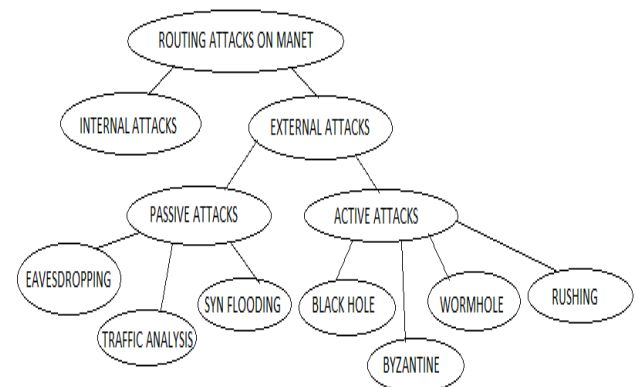 ROUTING ATTACKS ON MANET
INTERNAL ATTACKS
EXTERNAL ATTACKS
PASSIVE ATTACKS
ACTIVE ATTACKS
EAVESDROPPING
TRAFFIC ANALYSIS
SYN FLOODING
BLACK HOLE
BYZANTINE
WORMHOLE
RUSHING